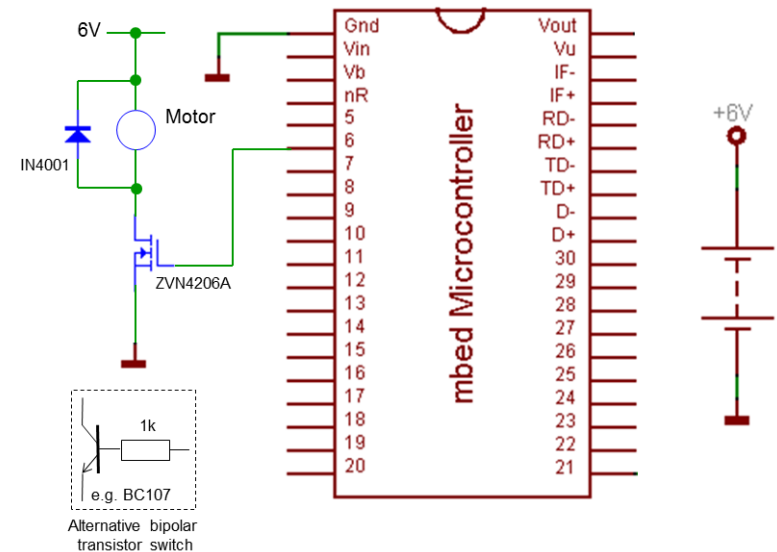 6V
Motor
IN4001
ZVN4206A
1k
e.g. BC107
Alternative bipolar
transistor switch
Gnd
Vin
Vb
nR
5
6
7
8
9
10
11
12
13
14
15
16
17
18
19
20
mbed Microcontroller
Vout
Vu
IF-
IF+
RD-
RD+
TD-
TD+
D-
D+
30
29
28
27
26
25
24
23
22
21
+6V